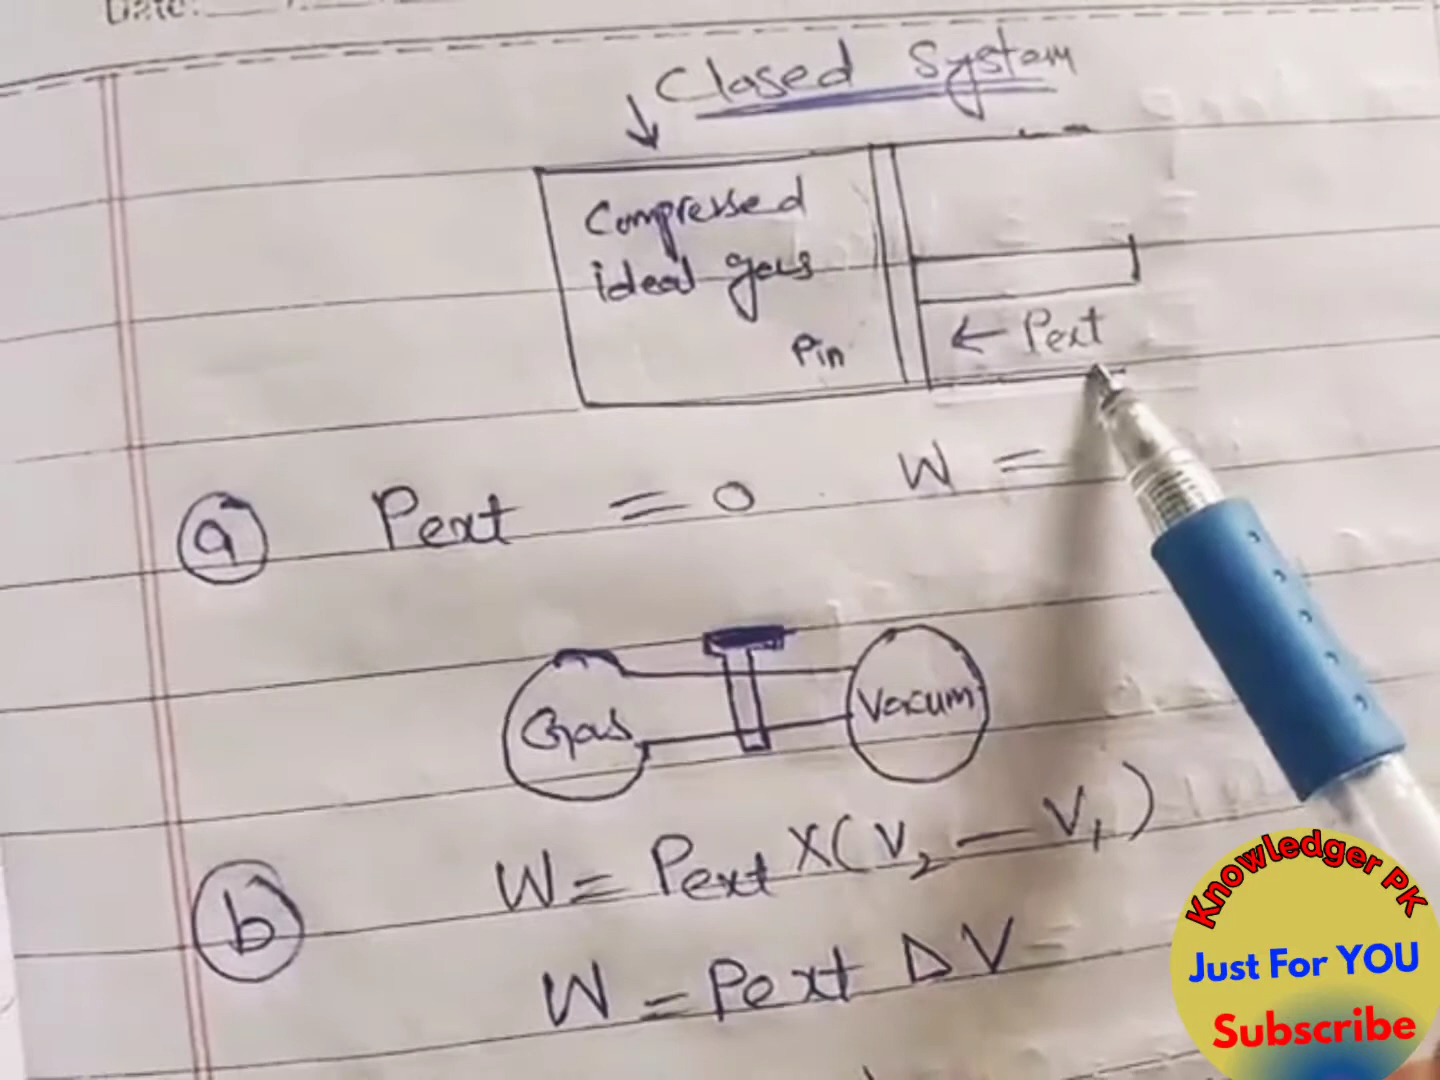 Date:
Closed System
↓
Compressed
ideal gas
Pin
← Pext
W =
a Pext = 0
Gas
Vacum
b W = Pext X (V₂ — V₁)
W = Pext Δ V
Knowledger PK
Just For YOU
Subscribe